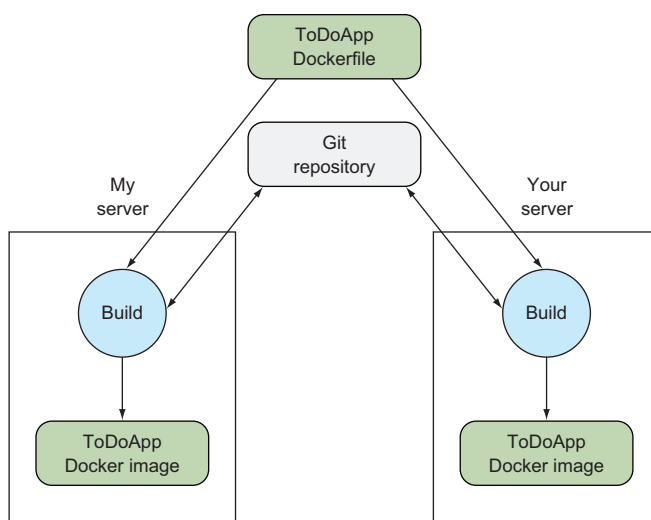 ToDoApp
Dockerfile
Git
repository
My
server
Your
server
Build
Build
ToDoApp
Docker image
ToDoApp
Docker image